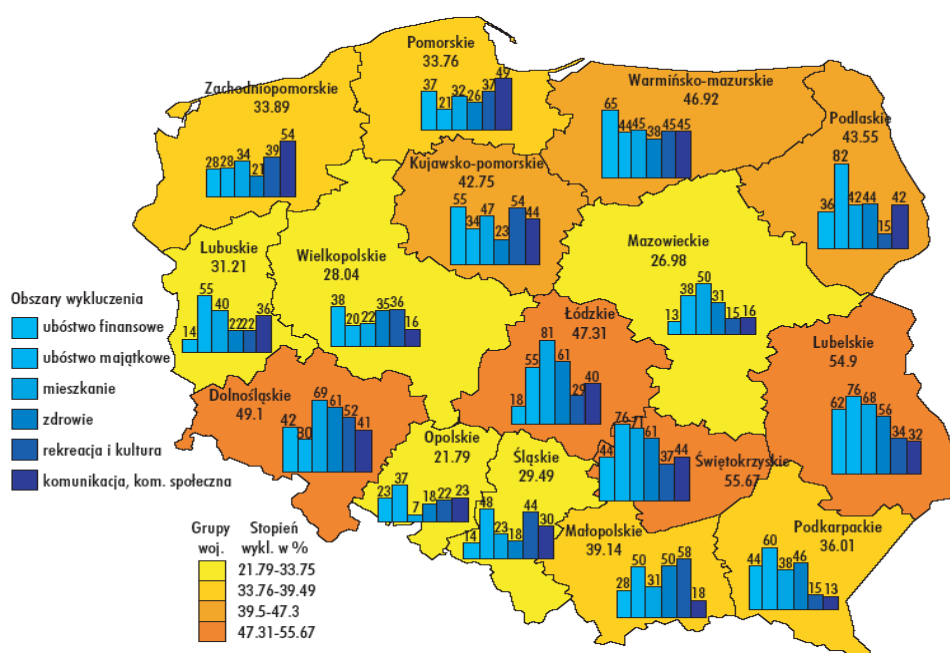 Pomorskie
33.76
37 21 32 26 37 49
Zachodniopomorskie
33.89
28 28 34 21 39 54
Warmińsko-mazurskie
46.92
65 44 45 38 45 45
Podlaskie
43.55
36 82 42 44 15 42
Kujawsko-pomorskie
42.75
55 34 47 23 54 44
Lubuskie
31.21
14 55 40 22 22 36
Wielkopolskie
28.04
38 20 22 35 36 16
Mazowieckie
26.98
13 38 50 31 15 16
Obszary wykluczenia
ubóstwo finansowe
ubóstwo majątkowe
mieszkanie
zdrowie
rekreacja i kultura
komunikacja, kom. społeczna
Łódzkie
47.31
18 55 81 61 29 40
Lubelskie
54.9
62 76 68 56 34 32
Dolnośląskie
49.1
42 30 69 61 52 41
Opolskie
21.79
23 37 7 18 22 23
Śląskie
29.49
14 48 23 18 44 30
Świętokrzyskie
55.67
44 76 71 61 37 44
Małopolskie
39.14
28 50 31 50 58 18
Podkarpackie
36.01
44 60 38 46 15 13
Grupy Stopień
woj. wykl. w %
21.79-33.75
33.76-39.49
39.5-47.3
47.31-55.67